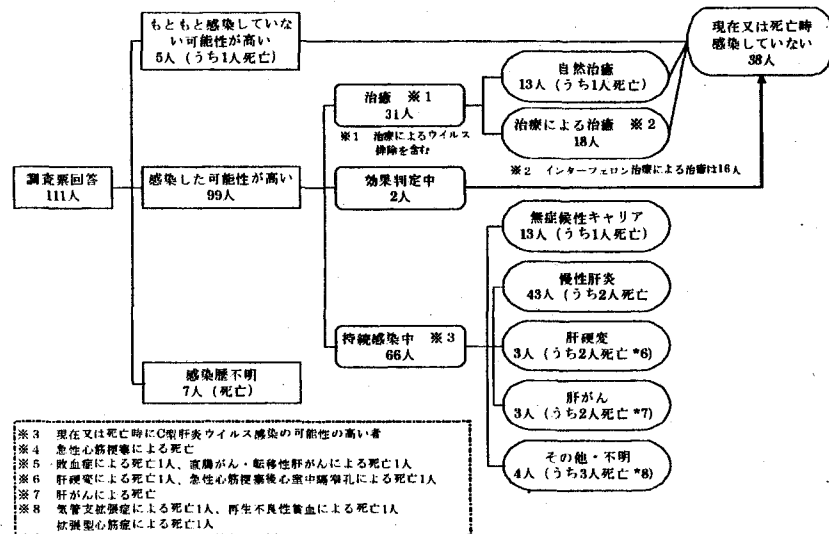 もともと感染していな
い可能性が高い
5人（うち1人死亡）
現在又は死亡時
感染していない
38人
治癒 ※1
31人
※1 治療によるウイルス
排除を含む
自然治癒
13人（うち1人死亡）
治療による治癒 ※2
18人
※2 インターフェロン治療による治癒は16人
調査票回答
111人
感染した可能性が高い
99人
効果判定中
2人
無症候性キャリア
13人（うち1人死亡）
慢性肝炎
43人（うち2人死亡
持続感染中 ※3
66人
肝硬変
3人（うち2人死亡*6）
肝がん
3人（うち2人死亡*7）
その他・不明
4人（うち3人死亡*8）
感染歴不明
7人（死亡）
※3 現在又は死亡時にC型肝炎ウイルス感染の可能性の高い者
※4 急性心筋梗塞による死亡
※5 敗血症による死亡1人、直腸がん・転移性肝がんによる死亡1人
※6 肝硬変による死亡1人、急性心筋梗塞後心室中隔穿孔による死亡1人
※7 肝がんによる死亡
※8 気管支拡張症による死亡1人、再生不良性貧血による死亡1人
拡張型心筋症による死亡1人